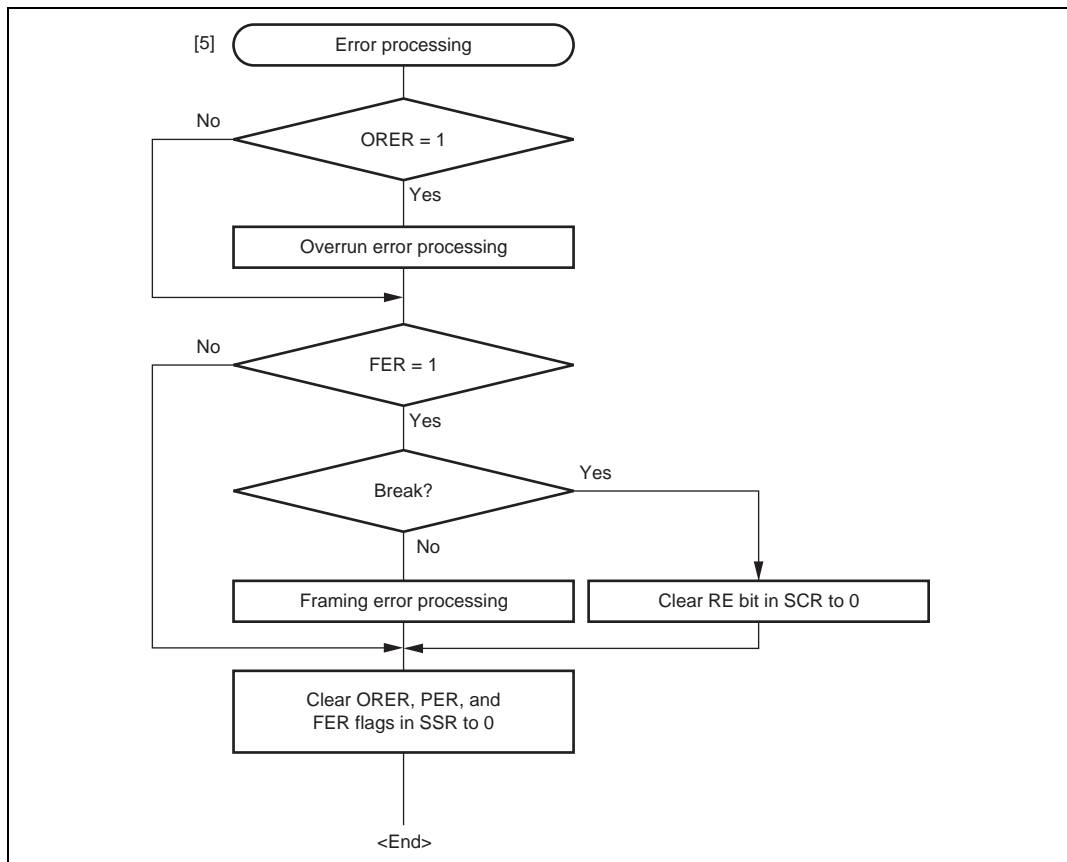 [5]
Error processing
No
ORER = 1
Yes
Overrun error processing
No
FER = 1
Yes
Yes
Break?
No
Framing error processing
Clear RE bit in SCR to 0
Clear ORER, PER, and
FER flags in SSR to 0
<End>